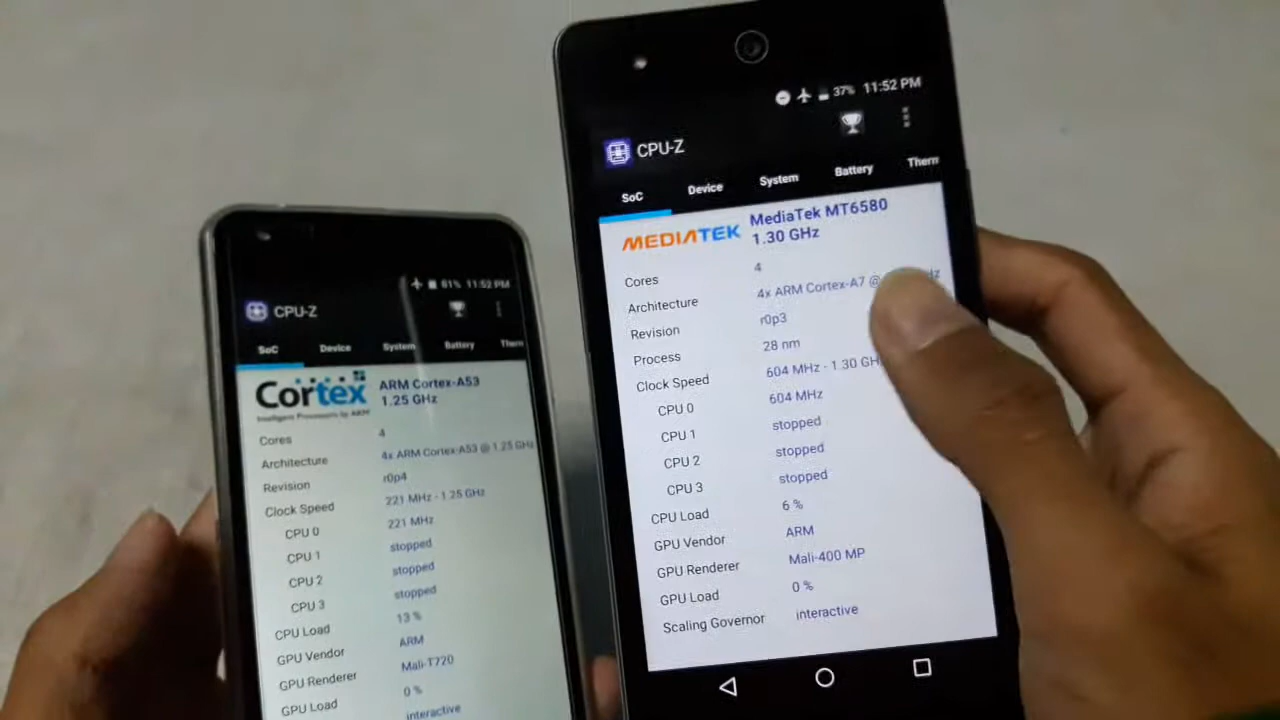 61% 11:52 PM
CPU-Z
SoC Device System Battery Therm
Cortex
Intelligent Processors by ARM
ARM Cortex-A53
1.25 GHz
Cores 4
Architecture 4x ARM Cortex-A53 @ 1.25 GHz
Revision r0p4
Clock Speed 221 MHz - 1.25 GHz
CPU 0 221 MHz
CPU 1 stopped
CPU 2 stopped
CPU 3 stopped
CPU Load 13 %
GPU Vendor ARM
GPU Renderer Mali-T720
GPU Load 0 %
interactive
37% 11:52 PM
CPU-Z
SoC Device System Battery Therm
MEDIATEK
MediaTek MT6580
1.30 GHz
Cores 4
Architecture 4x ARM Cortex-A7 @ Hz
Revision r0p3
Process 28 nm
Clock Speed 604 MHz - 1.30 GH
CPU 0 604 MHz
CPU 1 stopped
CPU 2 stopped
CPU 3 stopped
CPU Load 6 %
GPU Vendor ARM
GPU Renderer Mali-400 MP
GPU Load 0 %
Scaling Governor interactive